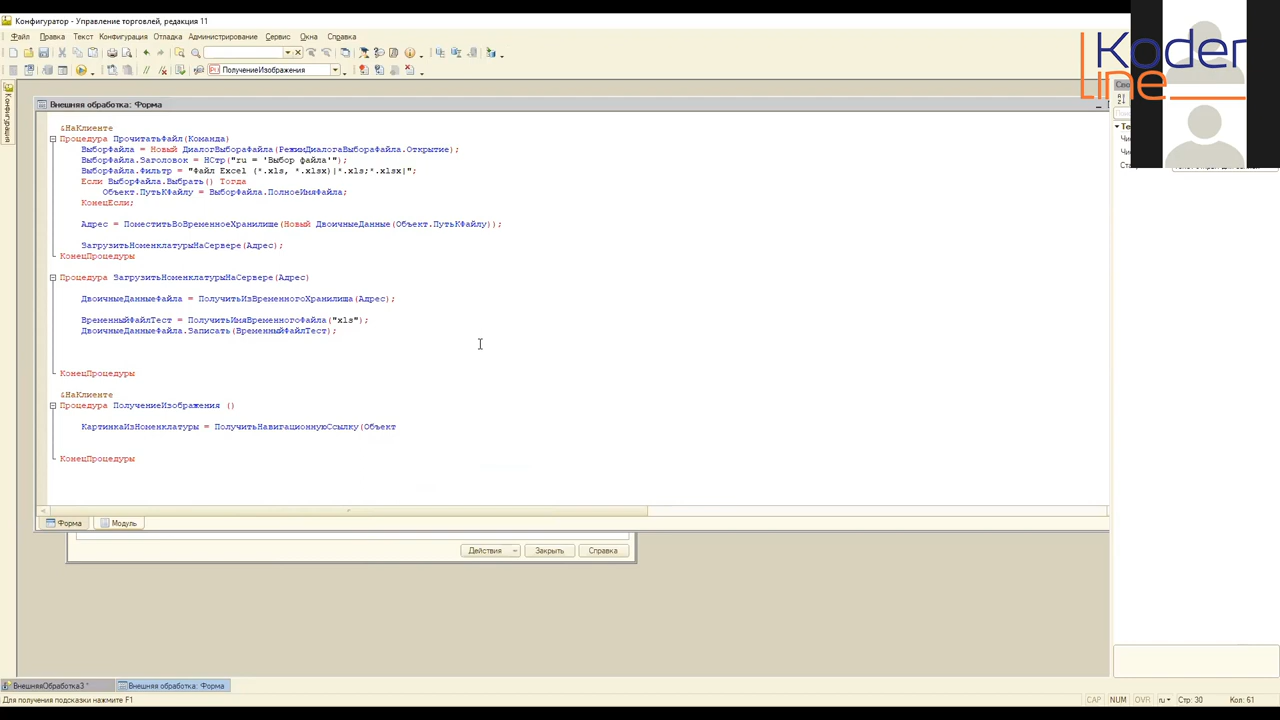 Конфигуратор - Управление торговлей, редакция 11
Файл Правка Текст Конфигурация Отладка Администрирование Сервис Окна Справка
ПолучениеИзображения
Koder
Line
Конфигурация
Внешняя обработка: Форма
&НаКлиенте
Процедура ПрочитатьФайл(Команда)
ВыборФайла = Новый ДиалогВыбораФайла(РежимДиалогаВыбораФайла.Открытие);
ВыборФайла.Заголовок = НСтр("ru = 'Выбор файла'");
ВыборФайла.Фильтр = "Файл Excel (*.xls, *.xlsx)|*.xls;*.xlsx|";
Если ВыборФайла.Выбрать() Тогда
Объект.ПутьКФайлу = ВыборФайла.ПолноеИмяФайла;
КонецЕсли;
Адрес = ПоместитьВоВременноеХранилище(Новый ДвоичныеДанные(Объект.ПутьКФайлу));
ЗагрузитьНоменклатуруНаСервере(Адрес);
КонецПроцедуры
Процедура ЗагрузитьНоменклатуруНаСервере(Адрес)
ДвоичныеДанныеФайла = ПолучитьИзВременногоХранилища(Адрес);
ВременныйФайлТест = ПолучитьИмяВременногоФайла("xls");
ДвоичныеДанныеФайла.Записать(ВременныйФайлТест);
КонецПроцедуры
&НаКлиенте
Процедура ПолучениеИзображения ()
КартинкаИзНоменклатуры = ПолучитьНавигационнуюСсылку(Объект
КонецПроцедуры
Форма Модуль
Действия Закрыть Справка
ВнешняяОбработка3 * Внешняя обработка: Форма
Для получения подсказки нажмите F1
CAP NUM OVR ru Стр: 30 Кол: 61